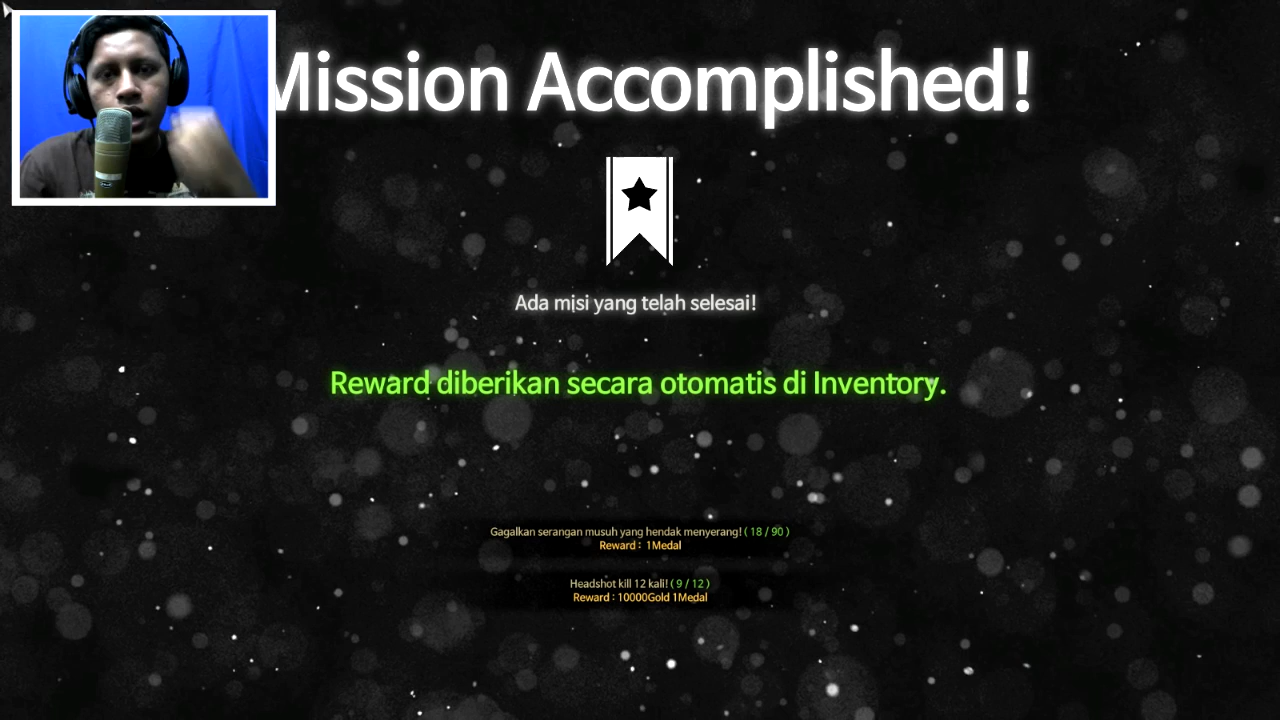 Mission Accomplished!
Ada misi yang telah selesai!
Reward diberikan secara otomatis di Inventory.
Gagalkan serangan musuh yang hendak menyerang! ( 18 / 90 )
Reward : 1Medal
Headshot kill 12 kali! ( 9 / 12 )
Reward : 10000Gold 1Medal